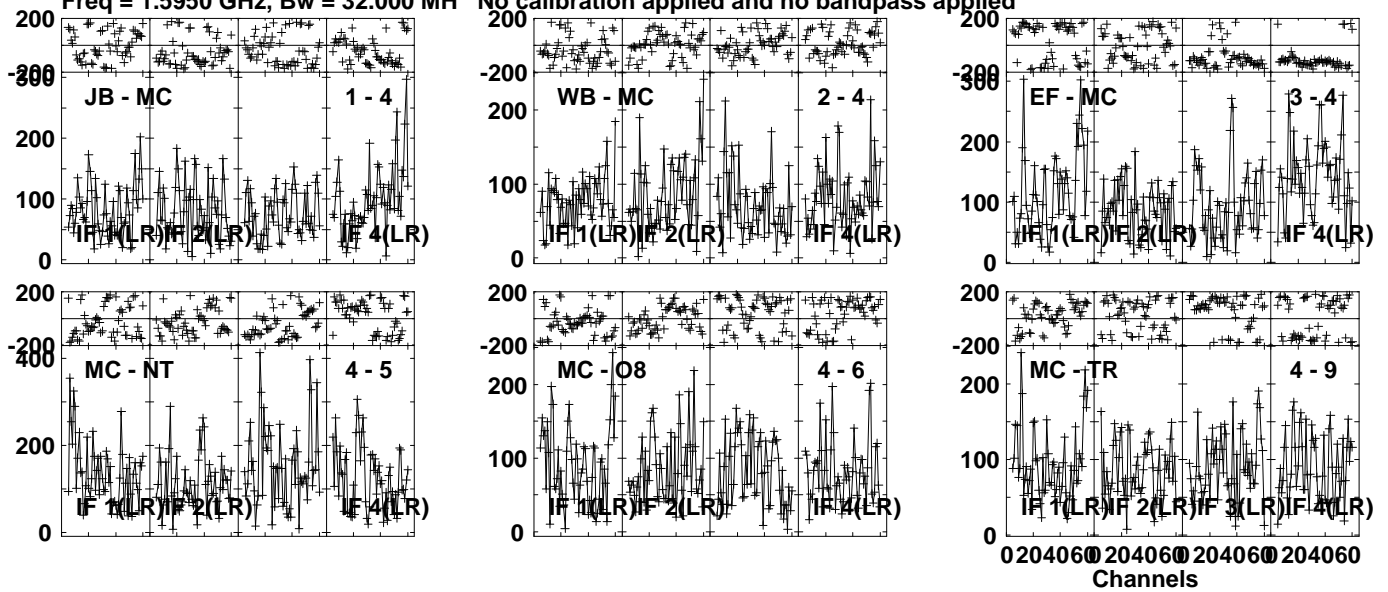 Freq = 1.5950 GHz, Bw = 32.000 MH No calibration applied and no bandpass applied
200
-200
300
200
100
0
JB - MC
1 - 4
IF 1(LR)
IF 2(LR)
IF 4(LR)
200
-200
200
100
0
WB - MC
2 - 4
IF 1(LR)
IF 2(LR)
IF 4(LR)
200
-200
300
200
100
0
EF - MC
3 - 4
IF 1(LR)
IF 2(LR)
IF 4(LR)
200
-200
400
200
0
MC - NT
4 - 5
IF 1(LR)
IF 2(LR)
IF 4(LR)
200
-200
200
100
0
MC - O8
4 - 6
IF 1(LR)
IF 2(LR)
IF 4(LR)
200
-200
200
100
0
MC - TR
4 - 9
IF 1(LR)
IF 2(LR)
IF 3(LR)
IF 4(LR)
0 20 40 60 0 20 40 60 0 20 40 60 0 20 40 60
Channels